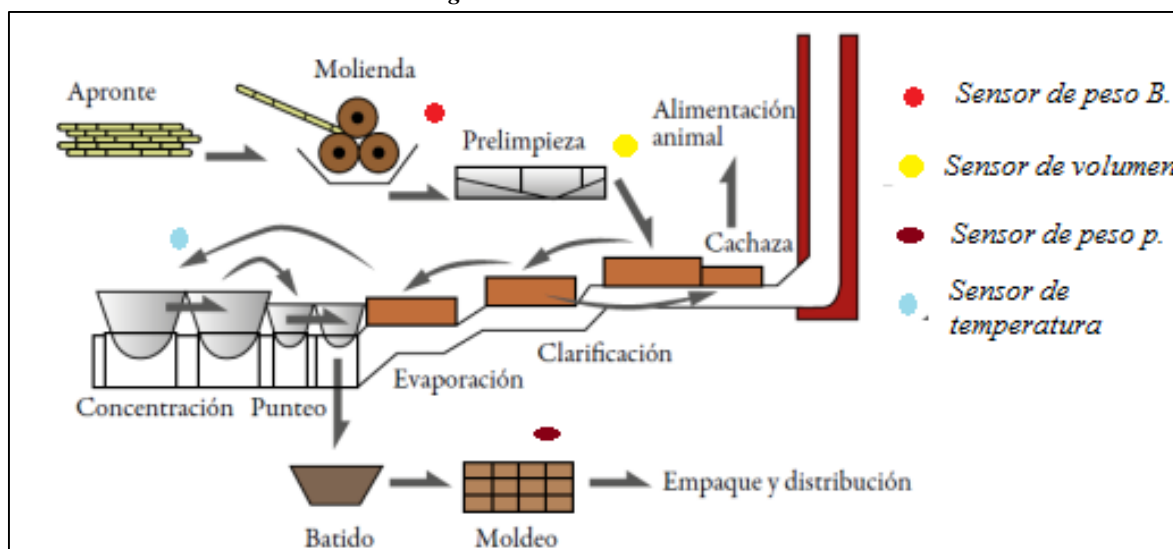 Molienda
Apronte
Alimentación
animal
Prelimpieza
Sensor de peso B.
Sensor de volumen
Sensor de peso p.
Sensor de
temperatura
Cachaza
Clarificación
Evaporación
Concentración
Punteo
Batido
Moldeo
Empaque y distribución